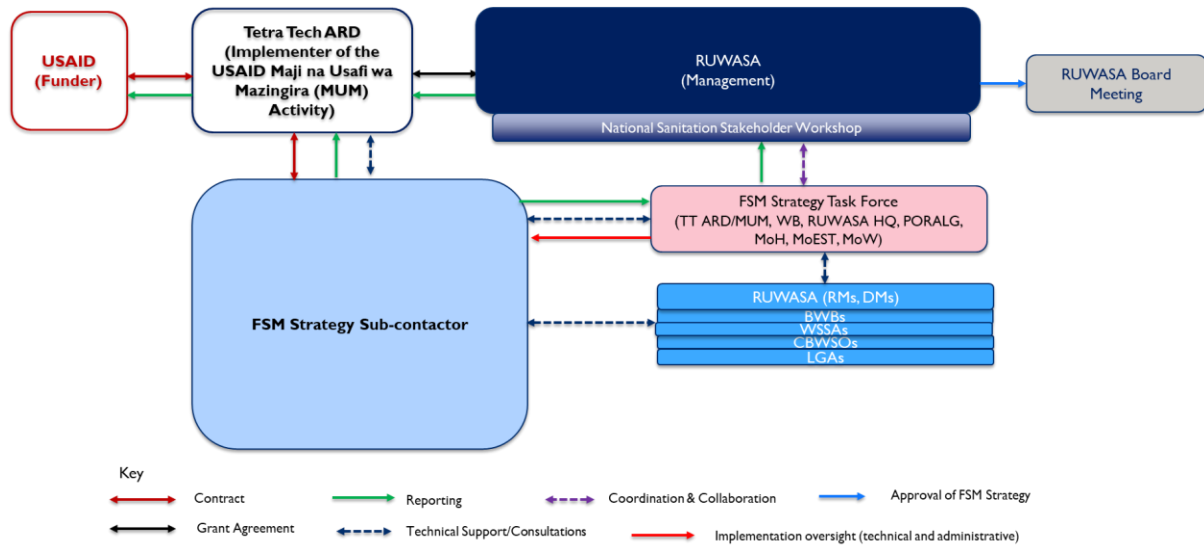 USAID
(Funder)
Tetra Tech ARD
(Implementer of the
USAID Maji na Usafi wa
Mazingira (MUM)
Activity)
RUWASA
(Management)
National Sanitation Stakeholder Workshop
RUWASA Board
Meeting
FSM Strategy Sub-contactor
FSM Strategy Task Force
(TT ARD/MUM, WB, RUWASA HQ, PORALG,
MoH, MoEST, MoW)
RUWASA (RMs, DMs)
BWBs
WSSAs
CBWSOs
LGAs
Key
Contract
Reporting
Coordination & Collaboration
Approval of FSM Strategy
Grant Agreement
Technical Support/Consultations
Implementation oversight (technical and administrative)